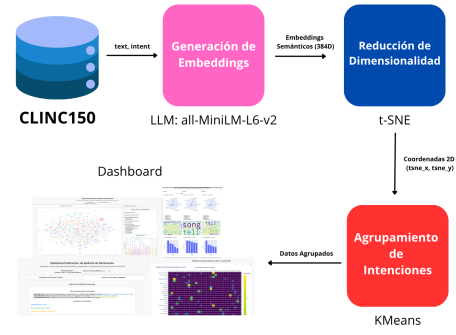 text, intent
Generación de
Embeddings
Embeddings
Semánticos (384D)
Reducción de
Dimensionalidad
CLINC150
LLM: all-MiniLM-L6-v2
t-SNE
Coordenadas 2D
(tsne_x, tsne_y)
Dashboard
song
tell
Agrupamiento
de
Intenciones
Datos Agrupados
KMeans